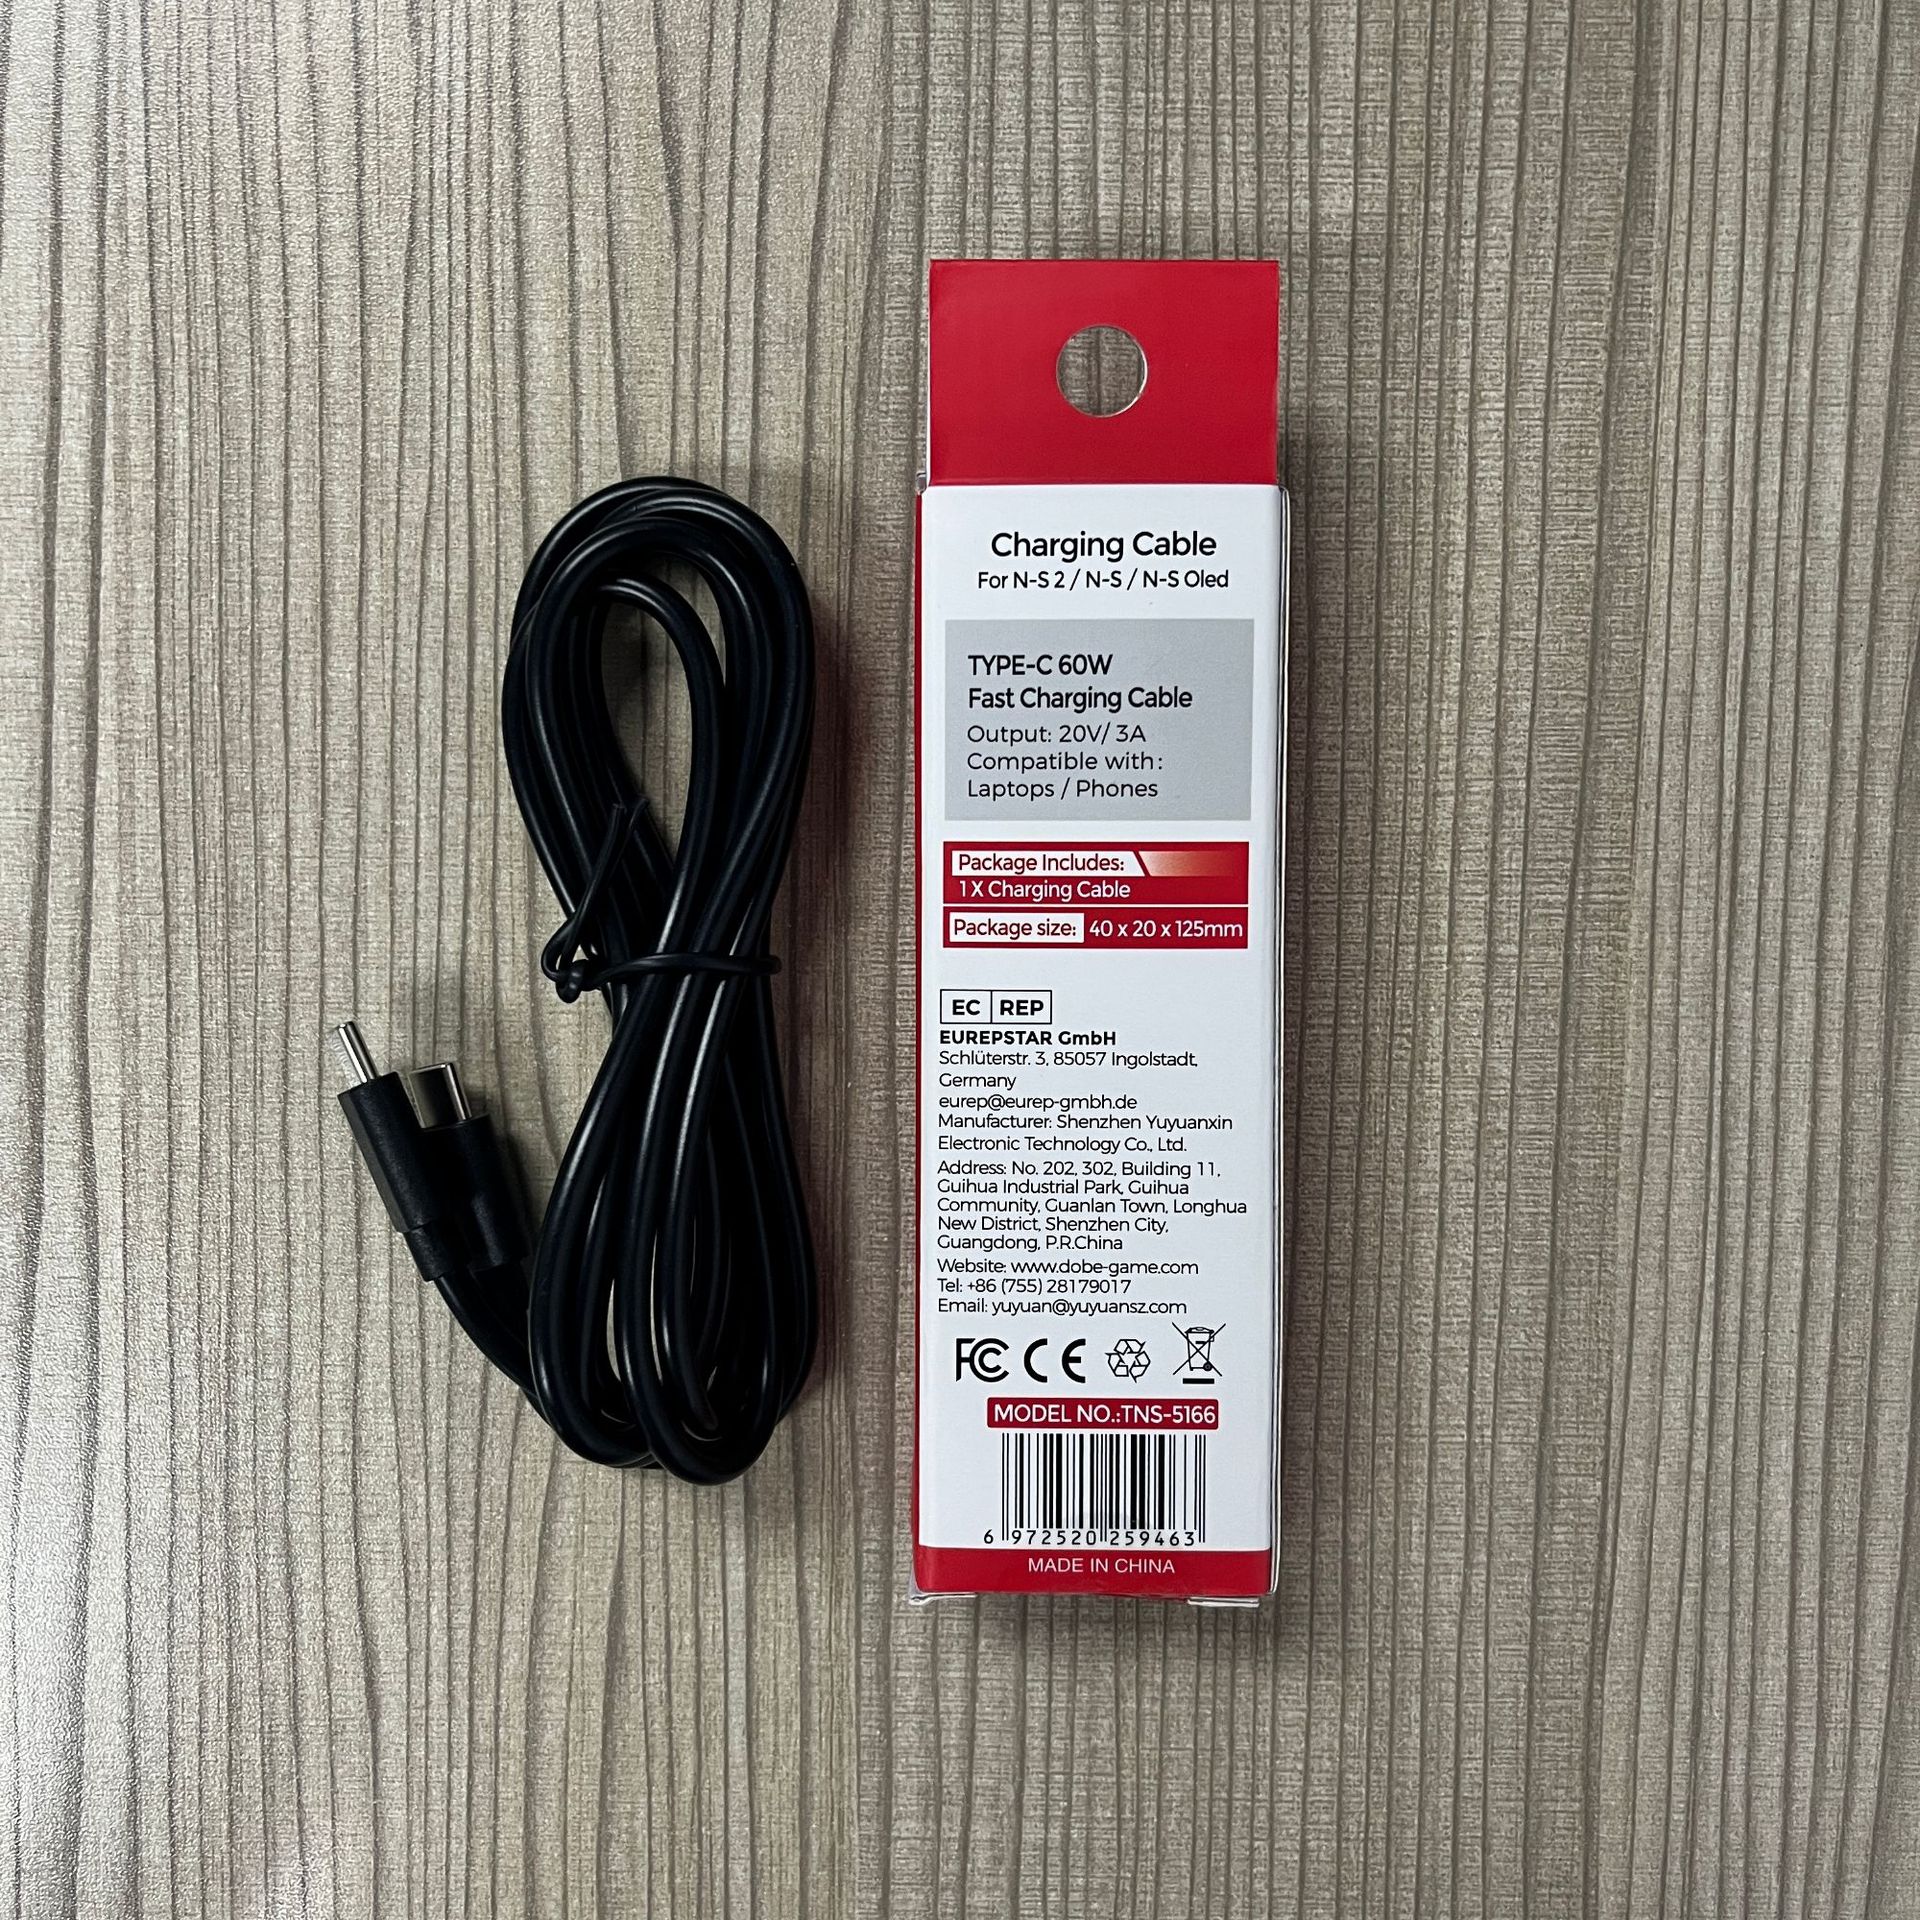 Charging Cable
For N-S 2 / N-S / N-S Oled
TYPE-C 60W
Fast Charging Cable
Output: 20V/ 3A
Compatible with:
Laptops / Phones
Package Includes:
1 X Charging Cable
Package size: 40 x 20 x 125mm
EC REP
EUREPSTAR GmbH
Schlüterstr. 3, 85057 Ingolstadt,
Germany
eurep@eurep-gmbh.de
Manufacturer: Shenzhen Yuyuanxin
Electronic Technology Co., Ltd.
Address: No. 202, 302, Building 11,
Guihua Industrial Park, Guihua
Community, Guanlan Town, Longhua
New District, Shenzhen City,
Guangdong, P.R.China
Website: www.dobe-game.com
Tel: +86 (755) 28179017
Email: yuyuan@yuyuansz.com
FC CE
MODEL NO.:TNS-5166
6 972520 259463
MADE IN CHINA